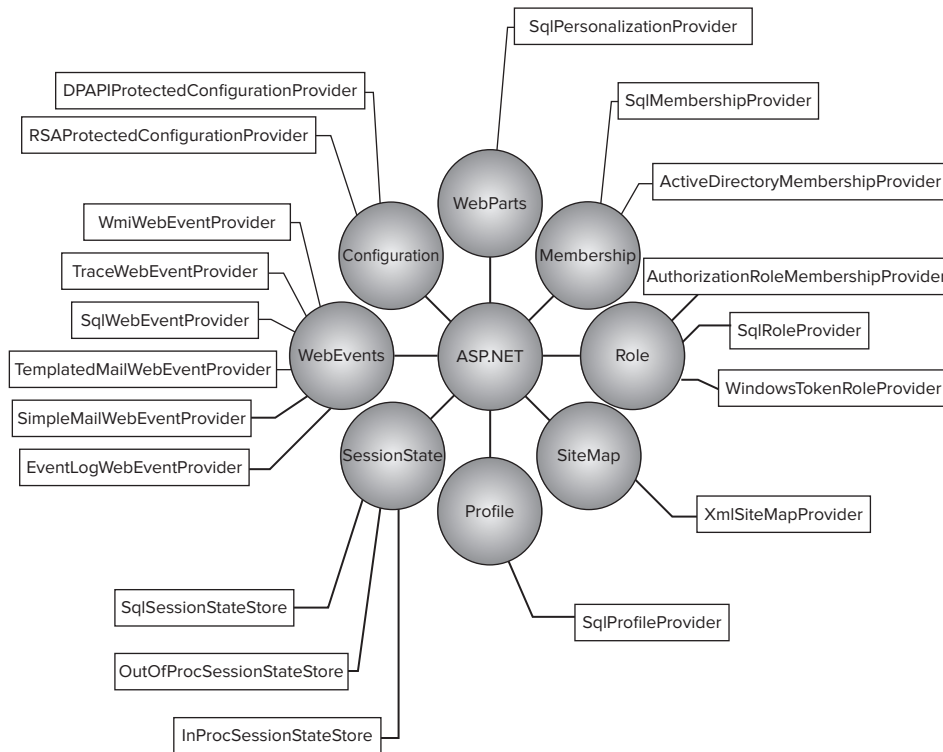 SqlPersonalizationProvider
DPAPIProtectedConfigurationProvider
SqlMembershipProvider
RSAProtectedConfigurationProvider
ActiveDirectoryMembershipProvider
WebParts
WmiWebEventProvider
Configuration
Membership
TraceWebEventProvider
AuthorizationRoleMembershipProvider
SqlWebEventProvider
SqlRoleProvider
WebEvents
ASP.NET
Role
TemplatedMailWebEventProvider
WindowsTokenRoleProvider
SimpleMailWebEventProvider
EventLogWebEventProvider
SessionState
SiteMap
Profile
XmlSiteMapProvider
SqlSessionStateStore
SqlProfileProvider
OutOfProcSessionStateStore
InProcSessionStateStore